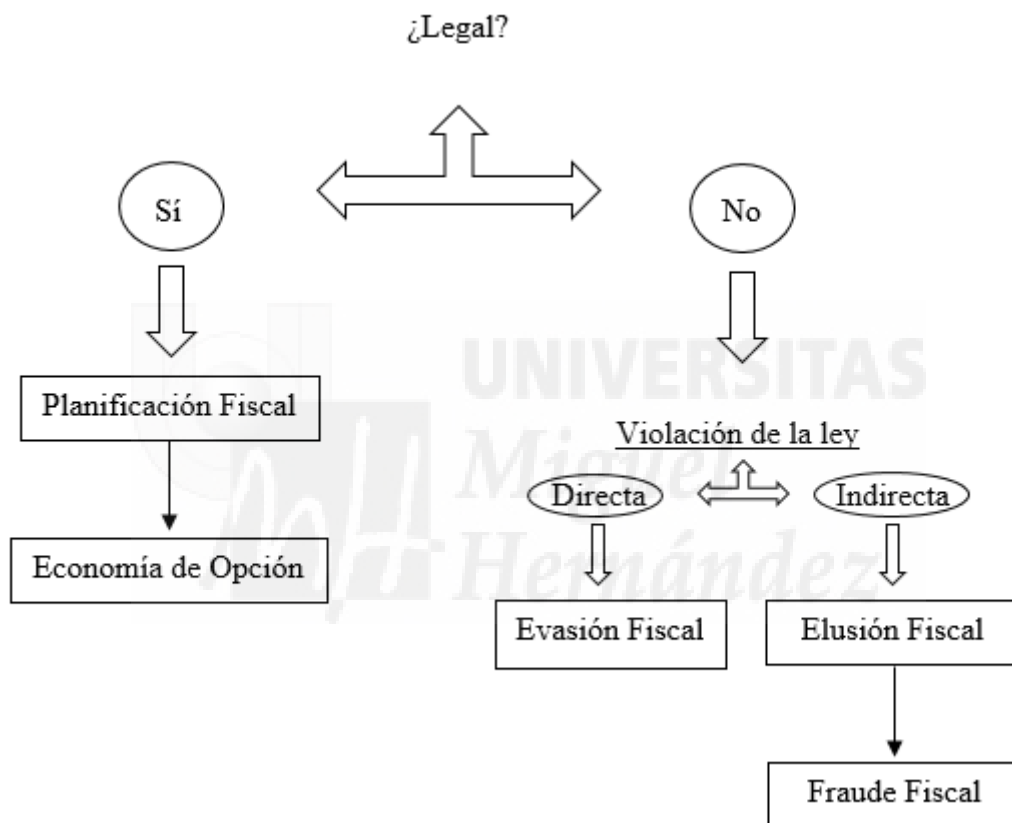 ¿Legal?
Sí
No
UNIVERSITAS
Miguel
Hernández
Planificación Fiscal
Violación de la ley
Directa
Indirecta
Economía de Opción
Evasión Fiscal
Elusión Fiscal
Fraude Fiscal